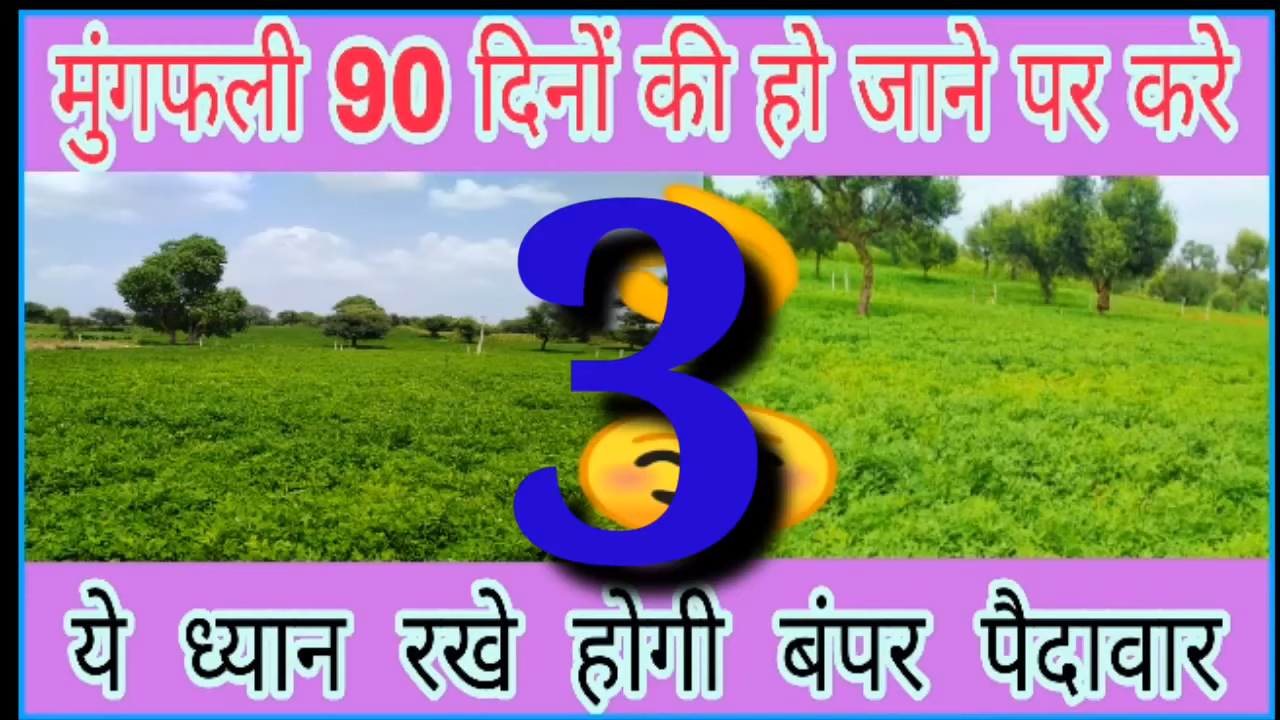 मुंगफली 90 दिनों की हो जाने पर करे
3
ये ध्यान रखे होगी बंपर पैदावार